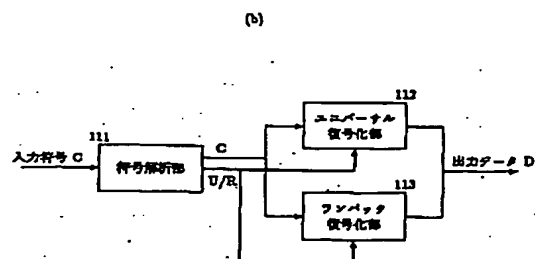 (b)
112
ユニバーサル
復号化部
111
入力符号 C
符号解析部
C
U/R
出力データ D
113
ランパック
復号化部